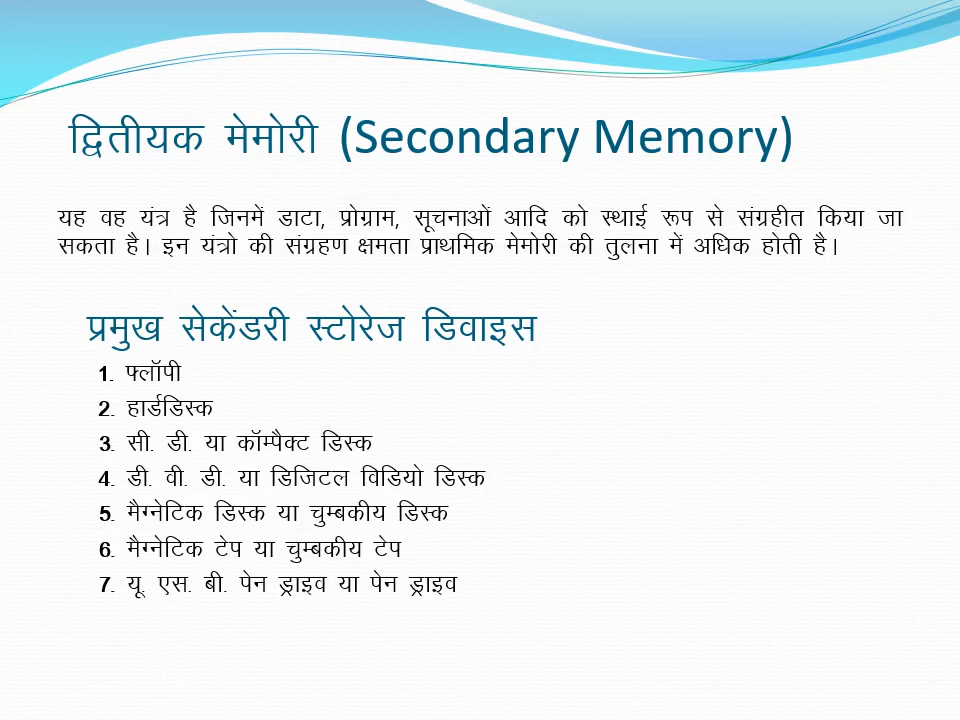 द्वितीयक मेमोरी (Secondary Memory)
यह वह यंत्र है जिनमें डाटा, प्रोग्राम, सूचनाओं आदि को स्थाई रूप से संग्रहीत किया जा
सकता है। इन यंत्रो की संग्रहण क्षमता प्राथमिक मेमोरी की तुलना में अधिक होती है।
प्रमुख सेकेंडरी स्टोरेज डिवाइस
1. फ्लॉपी
2. हार्डडिस्क
3. सी. डी. या कॉम्पैक्ट डिस्क
4. डी. वी. डी. या डिजिटल विडियो डिस्क
5. मैग्नेटिक डिस्क या चुम्बकीय डिस्क
6. मैग्नेटिक टेप या चुम्बकीय टेप
7. यू. एस. बी. पेन ड्राइव या पेन ड्राइव